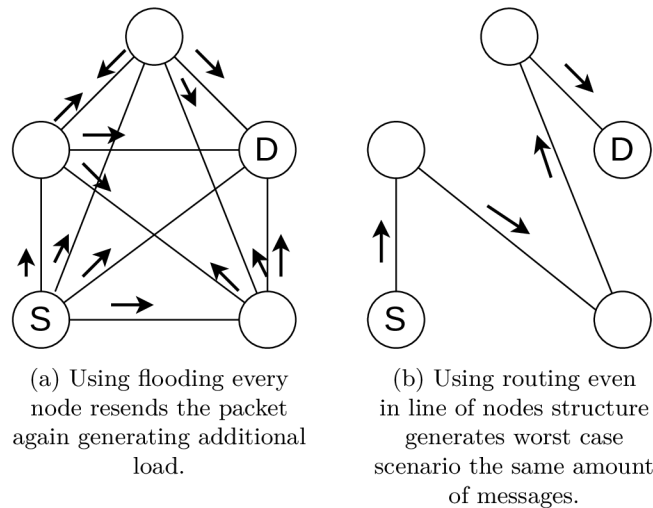 D
S
(a) Using flooding every
node resends the packet
again generating additional
load.
D
S
(b) Using routing even
in line of nodes structure
generates worst case
scenario the same amount
of messages.